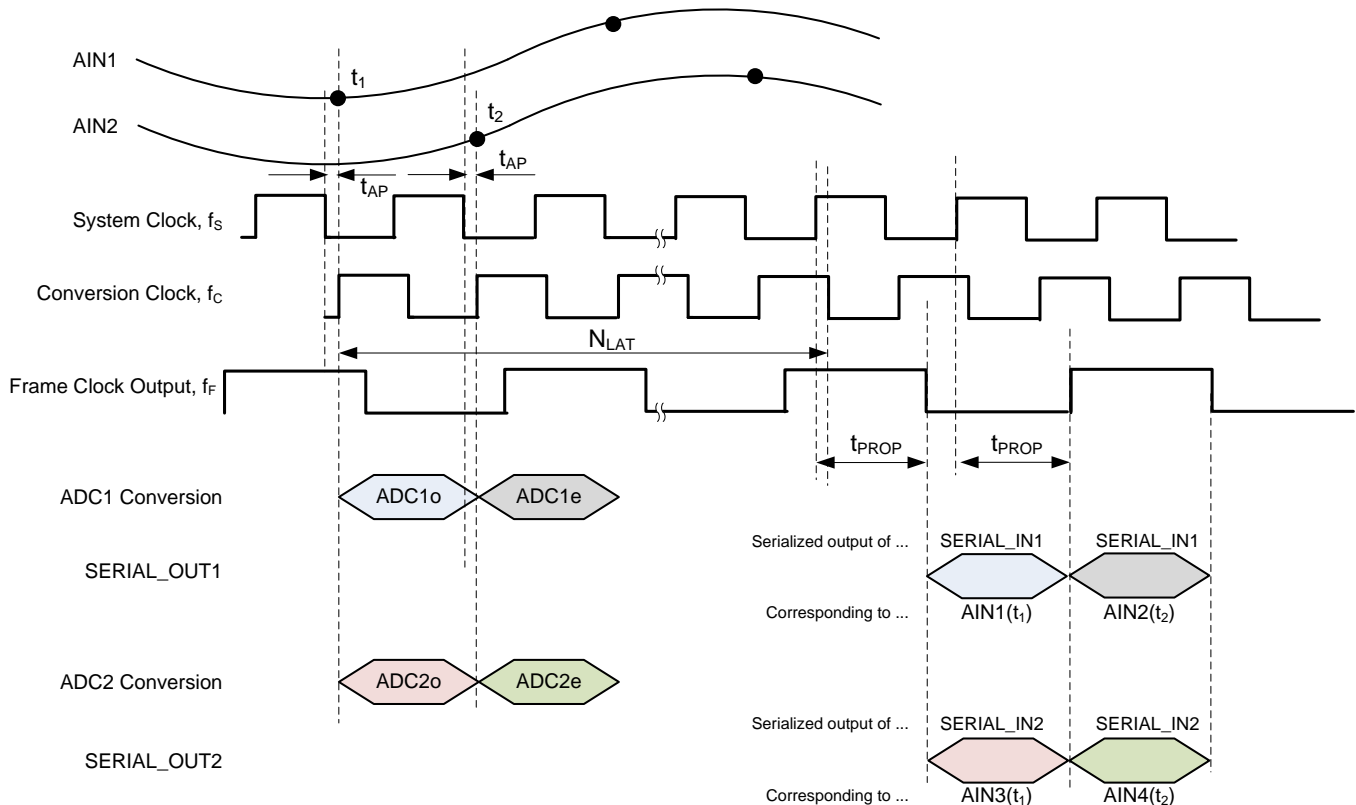 AIN1
t1
AIN2
t2
tAP
tAP
System Clock, fS
Conversion Clock, fC
NLAT
Frame Clock Output, fF
tPROP
tPROP
ADC1 Conversion
ADC1o
ADC1e
Serialized output of ...
SERIAL_IN1
SERIAL_IN1
SERIAL_OUT1
Corresponding to ...
AIN1(t1)
AIN2(t2)
ADC2 Conversion
ADC2o
ADC2e
Serialized output of ...
SERIAL_IN2
SERIAL_IN2
SERIAL_OUT2
Corresponding to ...
AIN3(t1)
AIN4(t2)